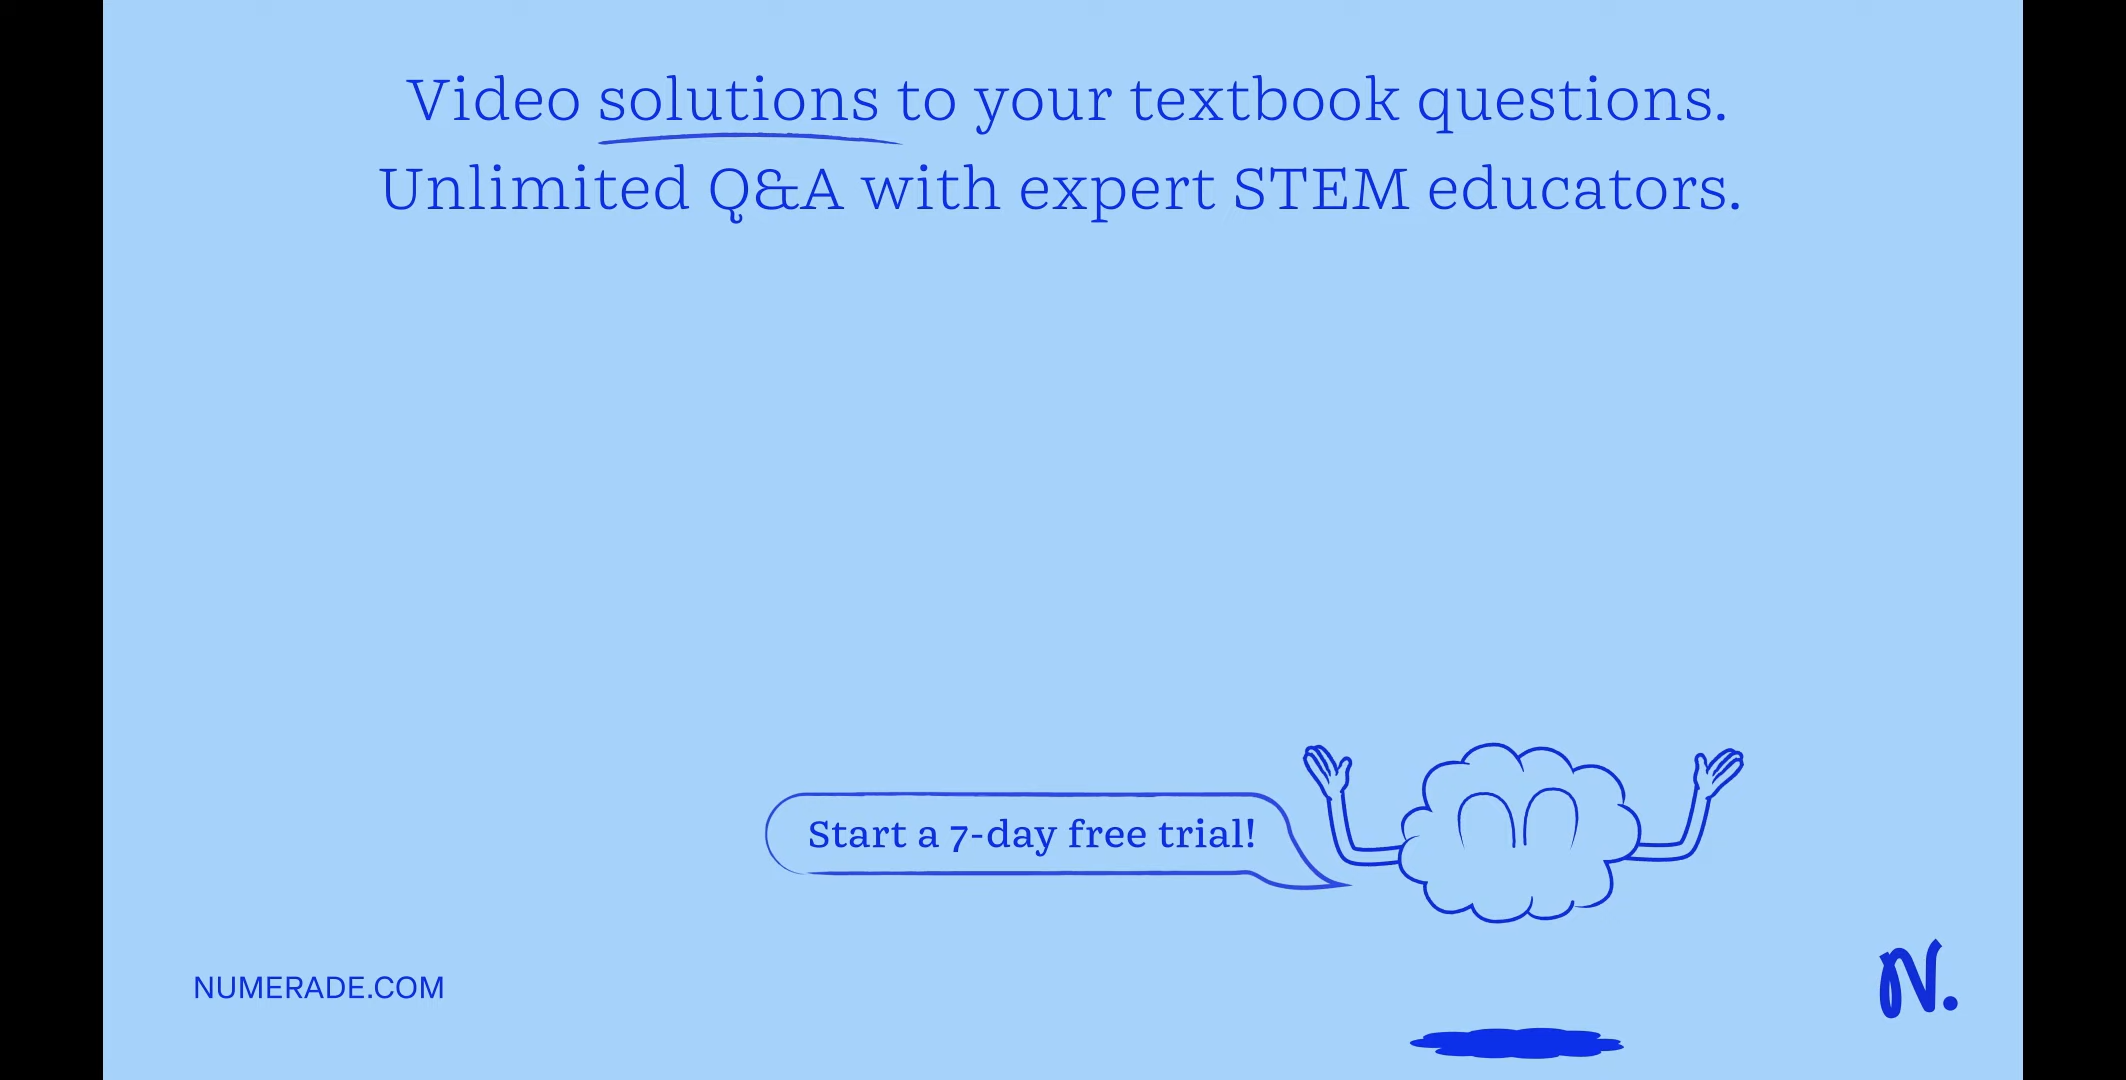 Video solutions to your textbook questions.
Unlimited Q&A with expert STEM educators.
Start a 7-day free trial!
NUMERADE.COM
N.